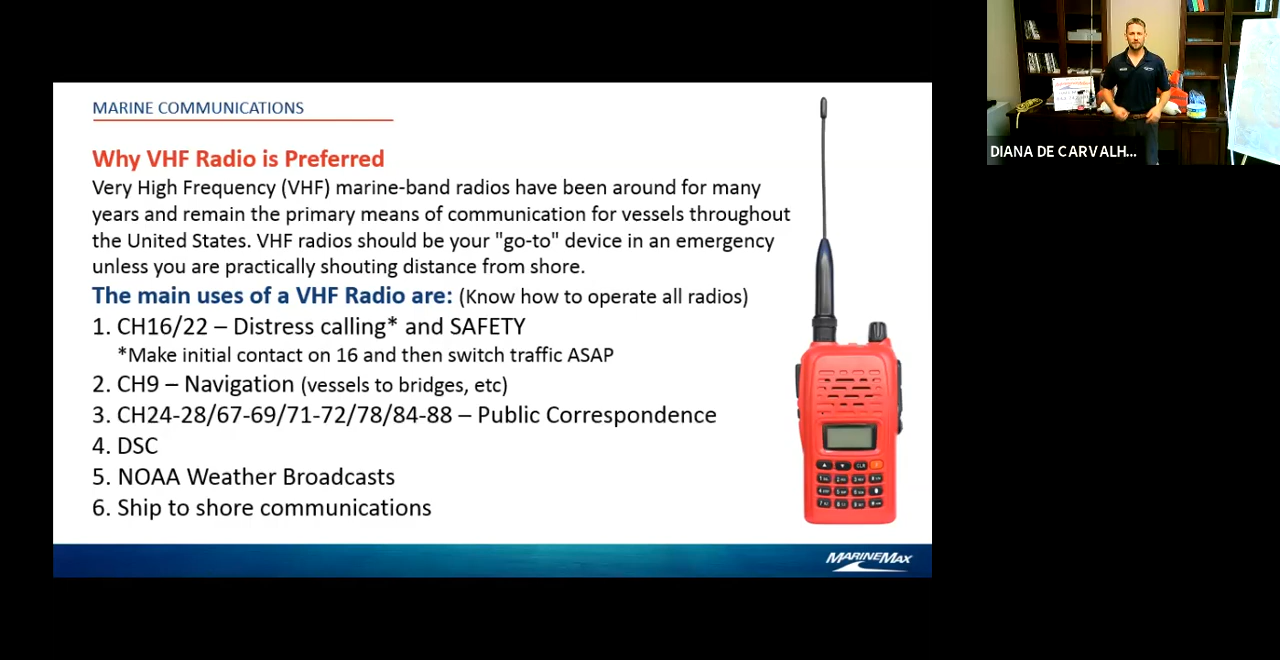 MARINE COMMUNICATIONS
Why VHF Radio is Preferred
Very High Frequency (VHF) marine-band radios have been around for many
years and remain the primary means of communication for vessels throughout
the United States. VHF radios should be your "go-to" device in an emergency
unless you are practically shouting distance from shore.
The main uses of a VHF Radio are: (Know how to operate all radios)
1. CH16/22 – Distress calling* and SAFETY
*Make initial contact on 16 and then switch traffic ASAP
2. CH9 – Navigation (vessels to bridges, etc)
3. CH24-28/67-69/71-72/78/84-88 – Public Correspondence
4. DSC
5. NOAA Weather Broadcasts
6. Ship to shore communications
MARINEMAX
DIANA DE CARVALH...